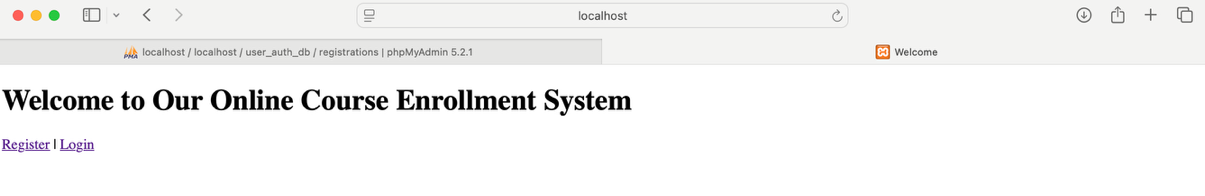 localhost
PMA localhost / localhost / user_auth_db / registrations | phpMyAdmin 5.2.1
Welcome
Welcome to Our Online Course Enrollment System
Register | Login